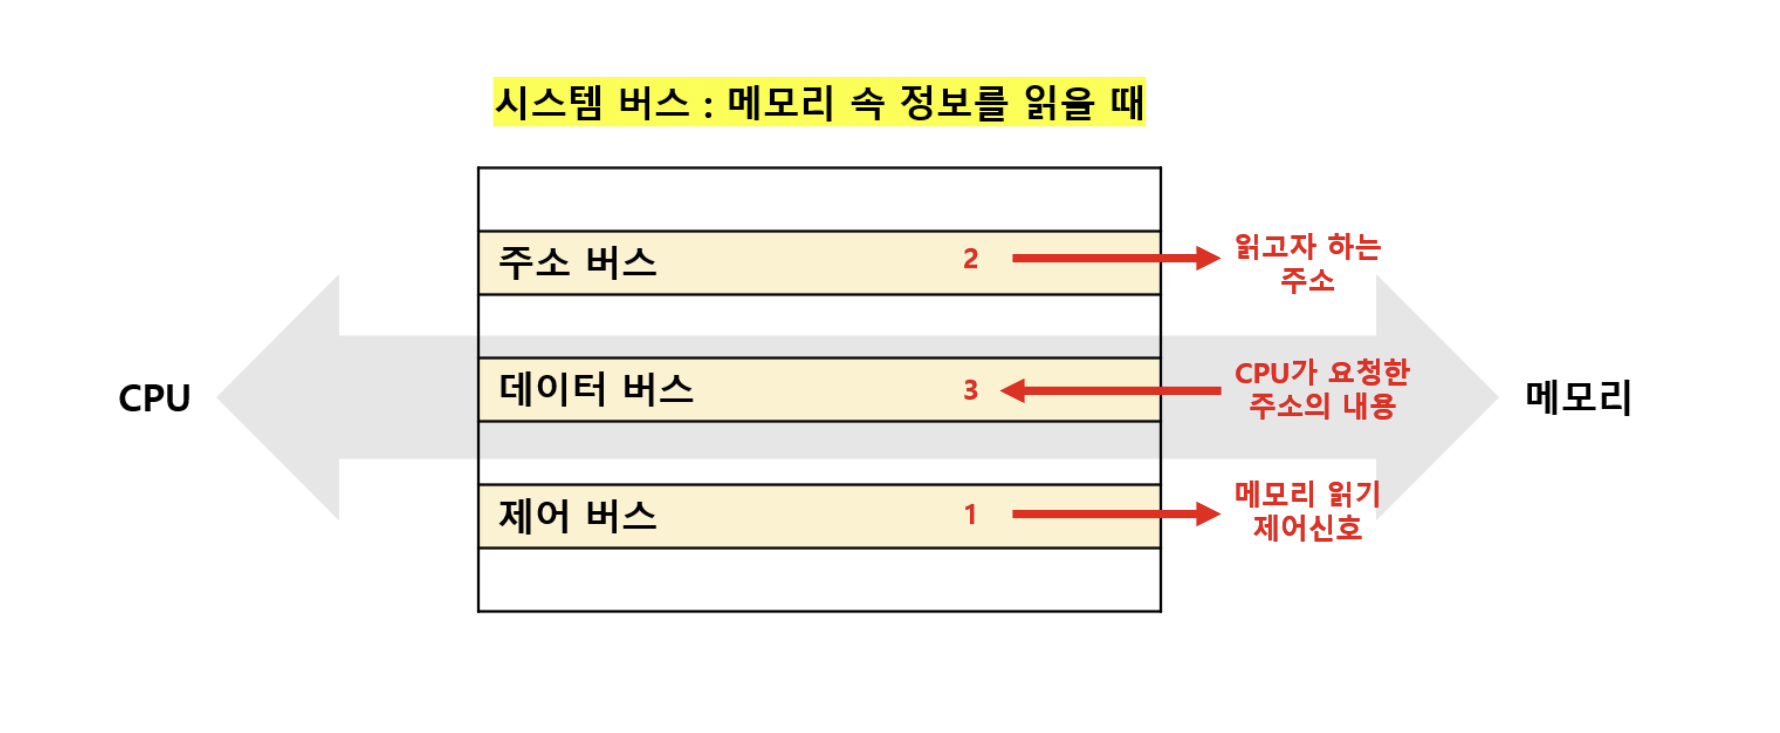 시스템 버스 : 메모리 속 정보를 읽을 때
주소 버스 2
읽고자 하는
주소
CPU
데이터 버스 3
CPU가 요청한
주소의 내용
메모리
제어 버스 1
메모리 읽기
제어신호